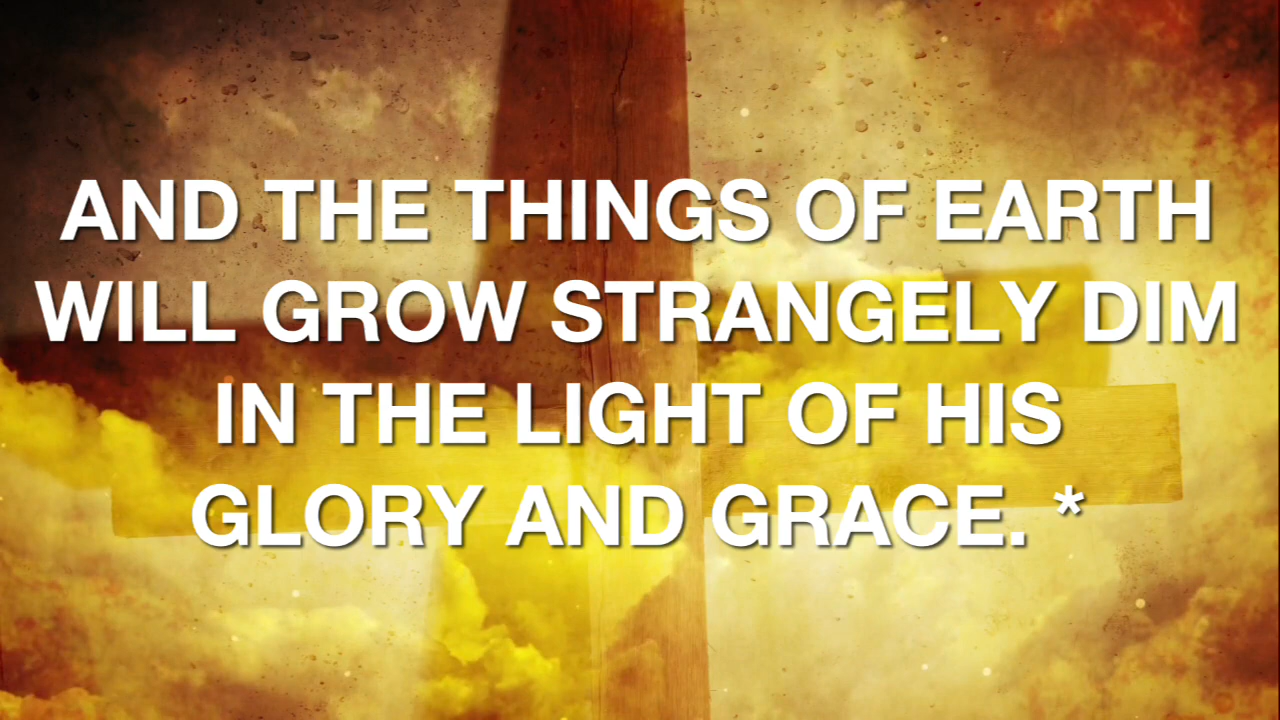 AND THE THINGS OF EARTH
WILL GROW STRANGELY DIM
IN THE LIGHT OF HIS
GLORY AND GRACE. *